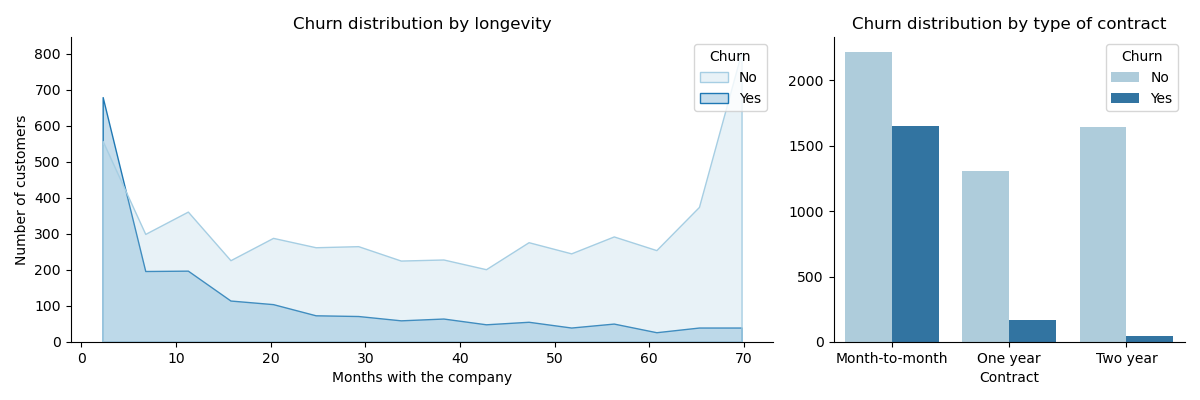 Churn distribution by longevity
Number of customers
800
700
600
500
400
300
200
100
0
0 10 20 30 40 50 60 70
Months with the company
Churn
No
Yes
Churn distribution by type of contract
2000
1500
1000
500
0
Month-to-month One year Two year
Contract
Churn
No
Yes